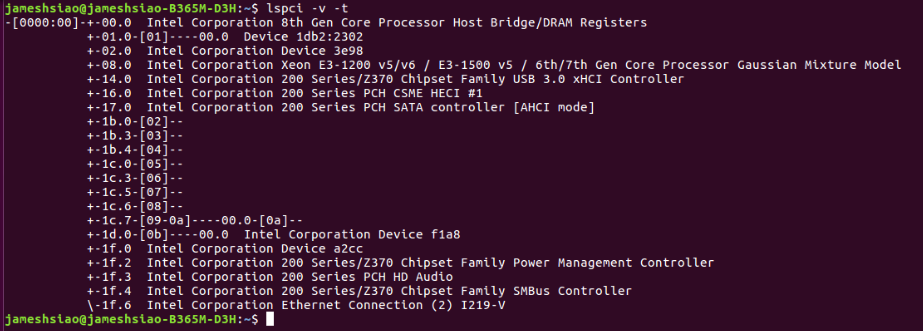 jameshsiao@jameshsiao-B365M-D3H:~$ lspci -v -t
-[0000:00]-+-00.0  Intel Corporation 8th Gen Core Processor Host Bridge/DRAM Registers
           +-01.0-[01]----00.0  Device 1db2:2302
           +-02.0  Intel Corporation Device 3e98
           +-08.0  Intel Corporation Xeon E3-1200 v5/v6 / E3-1500 v5 / 6th/7th Gen Core Processor Gaussian Mixture Model
           +-14.0  Intel Corporation 200 Series/Z370 Chipset Family USB 3.0 xHCI Controller
           +-16.0  Intel Corporation 200 Series PCH CSME HECI #1
           +-17.0  Intel Corporation 200 Series PCH SATA controller [AHCI mode]
           +-1b.0-[02]--
           +-1b.3-[03]--
           +-1b.4-[04]--
           +-1c.0-[05]--
           +-1c.3-[06]--
           +-1c.5-[07]--
           +-1c.6-[08]--
           +-1c.7-[09-0a]----00.0-[0a]--
           +-1d.0-[0b]----00.0  Intel Corporation Device f1a8
           +-1f.0  Intel Corporation Device a2cc
           +-1f.2  Intel Corporation 200 Series/Z370 Chipset Family Power Management Controller
           +-1f.3  Intel Corporation 200 Series PCH HD Audio
           +-1f.4  Intel Corporation 200 Series/Z370 Chipset Family SMBus Controller
           \-1f.6  Intel Corporation Ethernet Connection (2) I219-V
jameshsiao@jameshsiao-B365M-D3H:~$